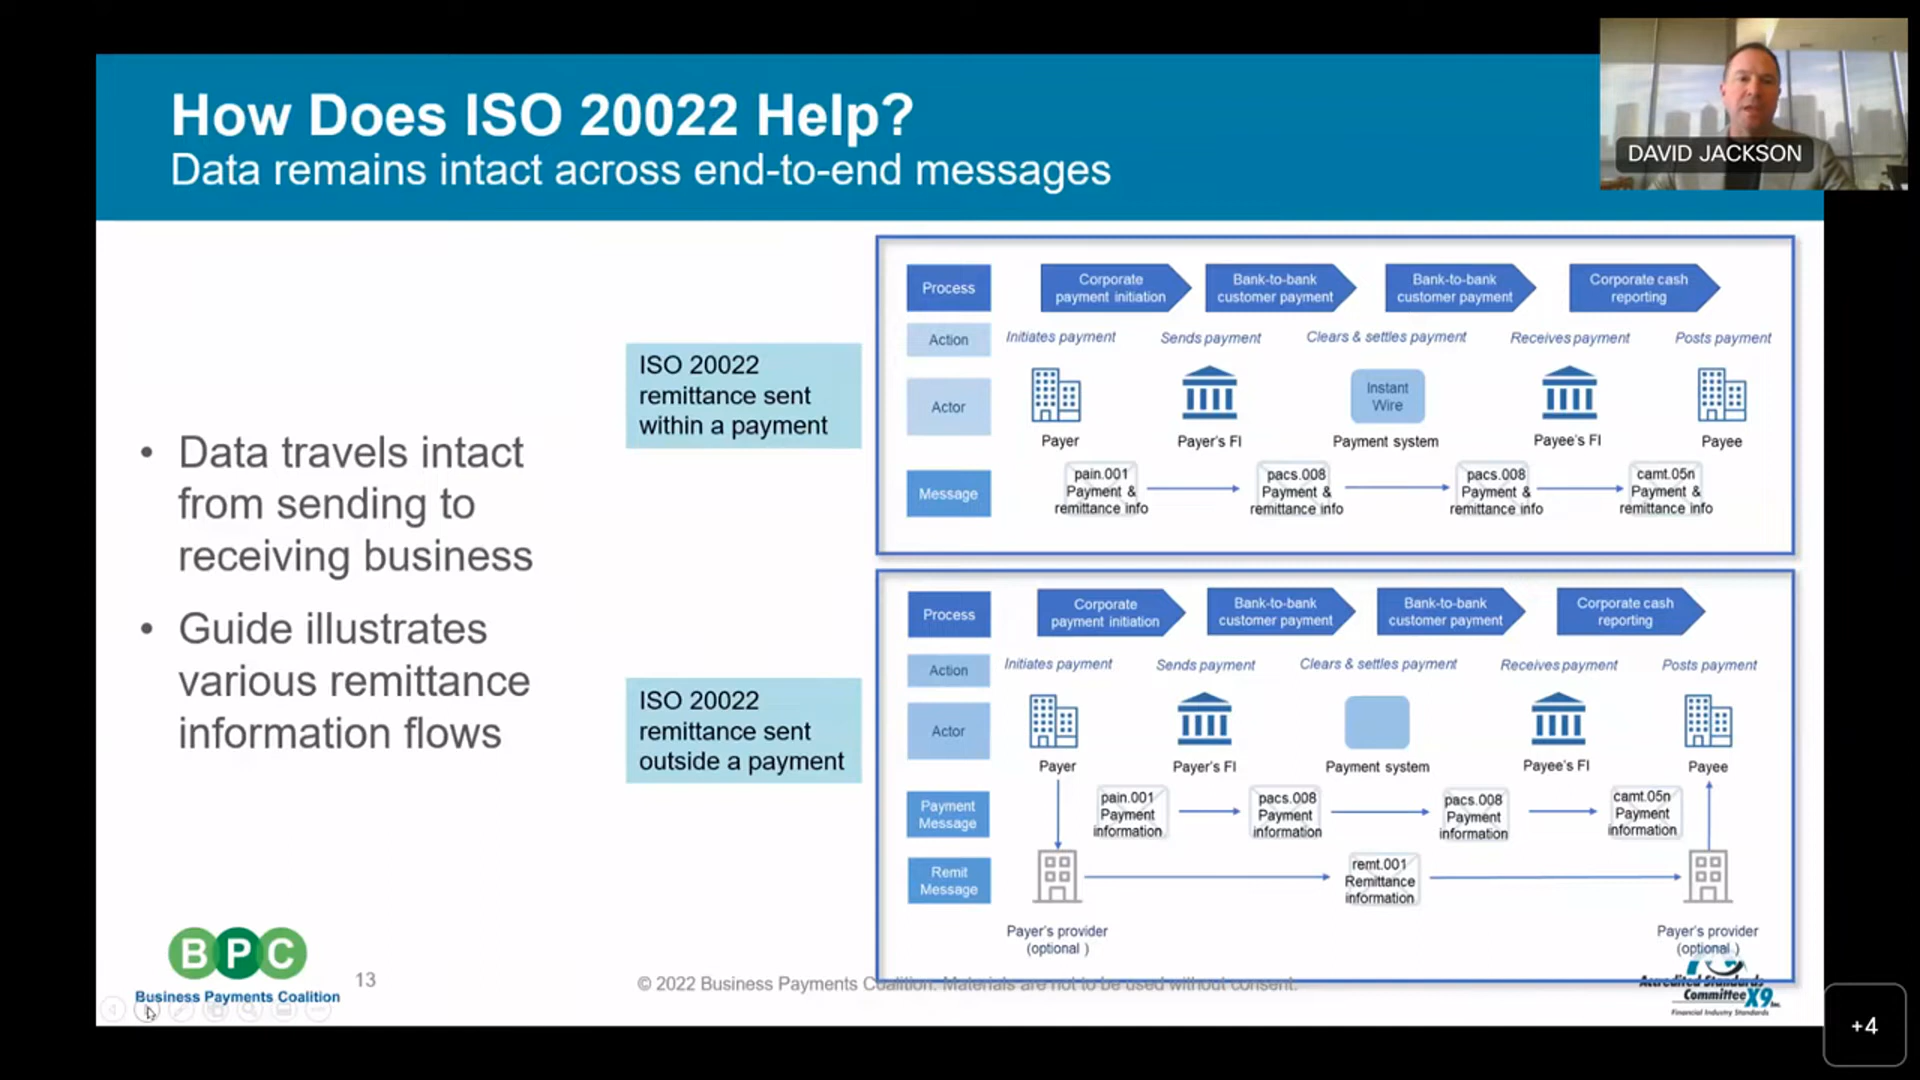 How Does ISO 20022 Help?
Data remains intact across end-to-end messages
DAVID JACKSON
• Data travels intact
from sending to
receiving business
• Guide illustrates
various remittance
information flows
ISO 20022
remittance sent
within a payment
Process
Corporate
payment initiation
Bank-to-bank
customer payment
Bank-to-bank
customer payment
Corporate cash
reporting
Action
Initiates payment
Sends payment
Clears & settles payment
Receives payment
Posts payment
Actor
Instant
Wire
Payer
Payer's FI
Payment system
Payee's FI
Payee
Message
pain.001
Payment &
remittance info
pacs.008
Payment &
remittance info
pacs.008
Payment &
remittance info
camt.05n
Payment &
remittance info
ISO 20022
remittance sent
outside a payment
Process
Corporate
payment initiation
Bank-to-bank
customer payment
Bank-to-bank
customer payment
Corporate cash
reporting
Action
Initiates payment
Sends payment
Clears & settles payment
Receives payment
Posts payment
Actor
Payer
Payer's FI
Payment system
Payee's FI
Payee
Payment
Message
pain.001
Payment
information
pacs.008
Payment
information
pacs.008
Payment
information
camt.05n
Payment
information
Remit
Message
remt.001
Remittance
information
Payer's provider
(optional )
Payer's provider
(optional )
BPC
Business Payments Coalition
13
© 2022 Business Payments Coalition. Materials are not to be used without consent.
Accredited Standards
Committee X9 Inc.
Financial Industry Standards
+4